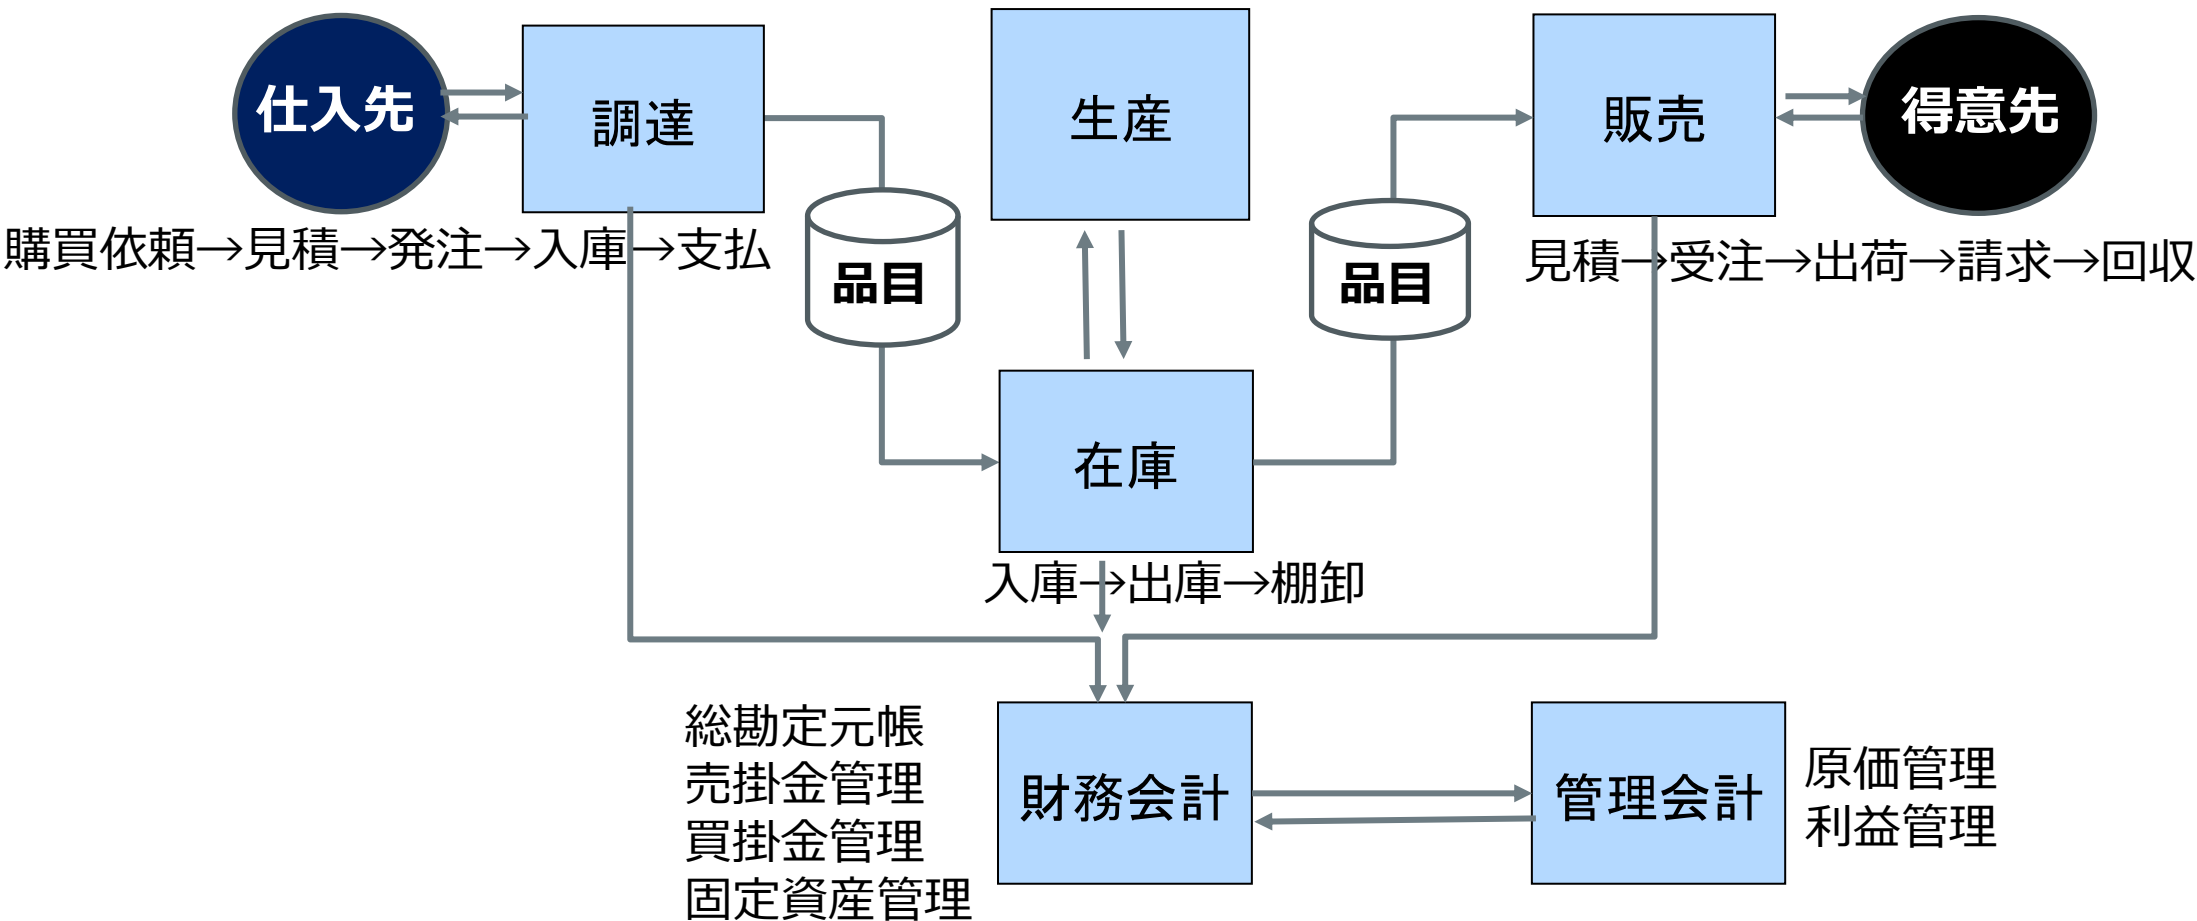 仕入先
調達
生産
販売
得意先
購買依頼→見積→発注→入庫→支払
品目
品目
見積→受注→出荷→請求→回収
在庫
入庫→出庫→棚卸
総勘定元帳
売掛金管理
買掛金管理
固定資産管理
財務会計
管理会計
原価管理
利益管理